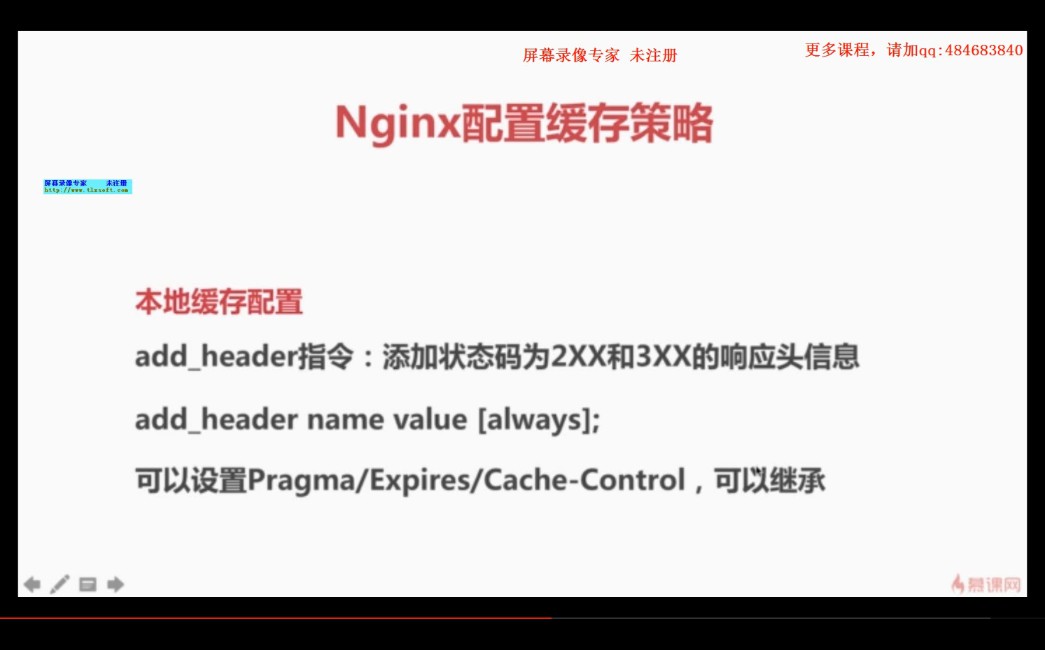 屏幕录像专家 未注册
更多课程，请加qq:484683840
Nginx配置缓存策略
屏幕录像专家 未注册
http://www.tlxsoft.com
本地缓存配置
add_header指令：添加状态码为2XX和3XX的响应头信息
add_header name value [always];
可以设置Pragma/Expires/Cache-Control，可以继承
慕课网